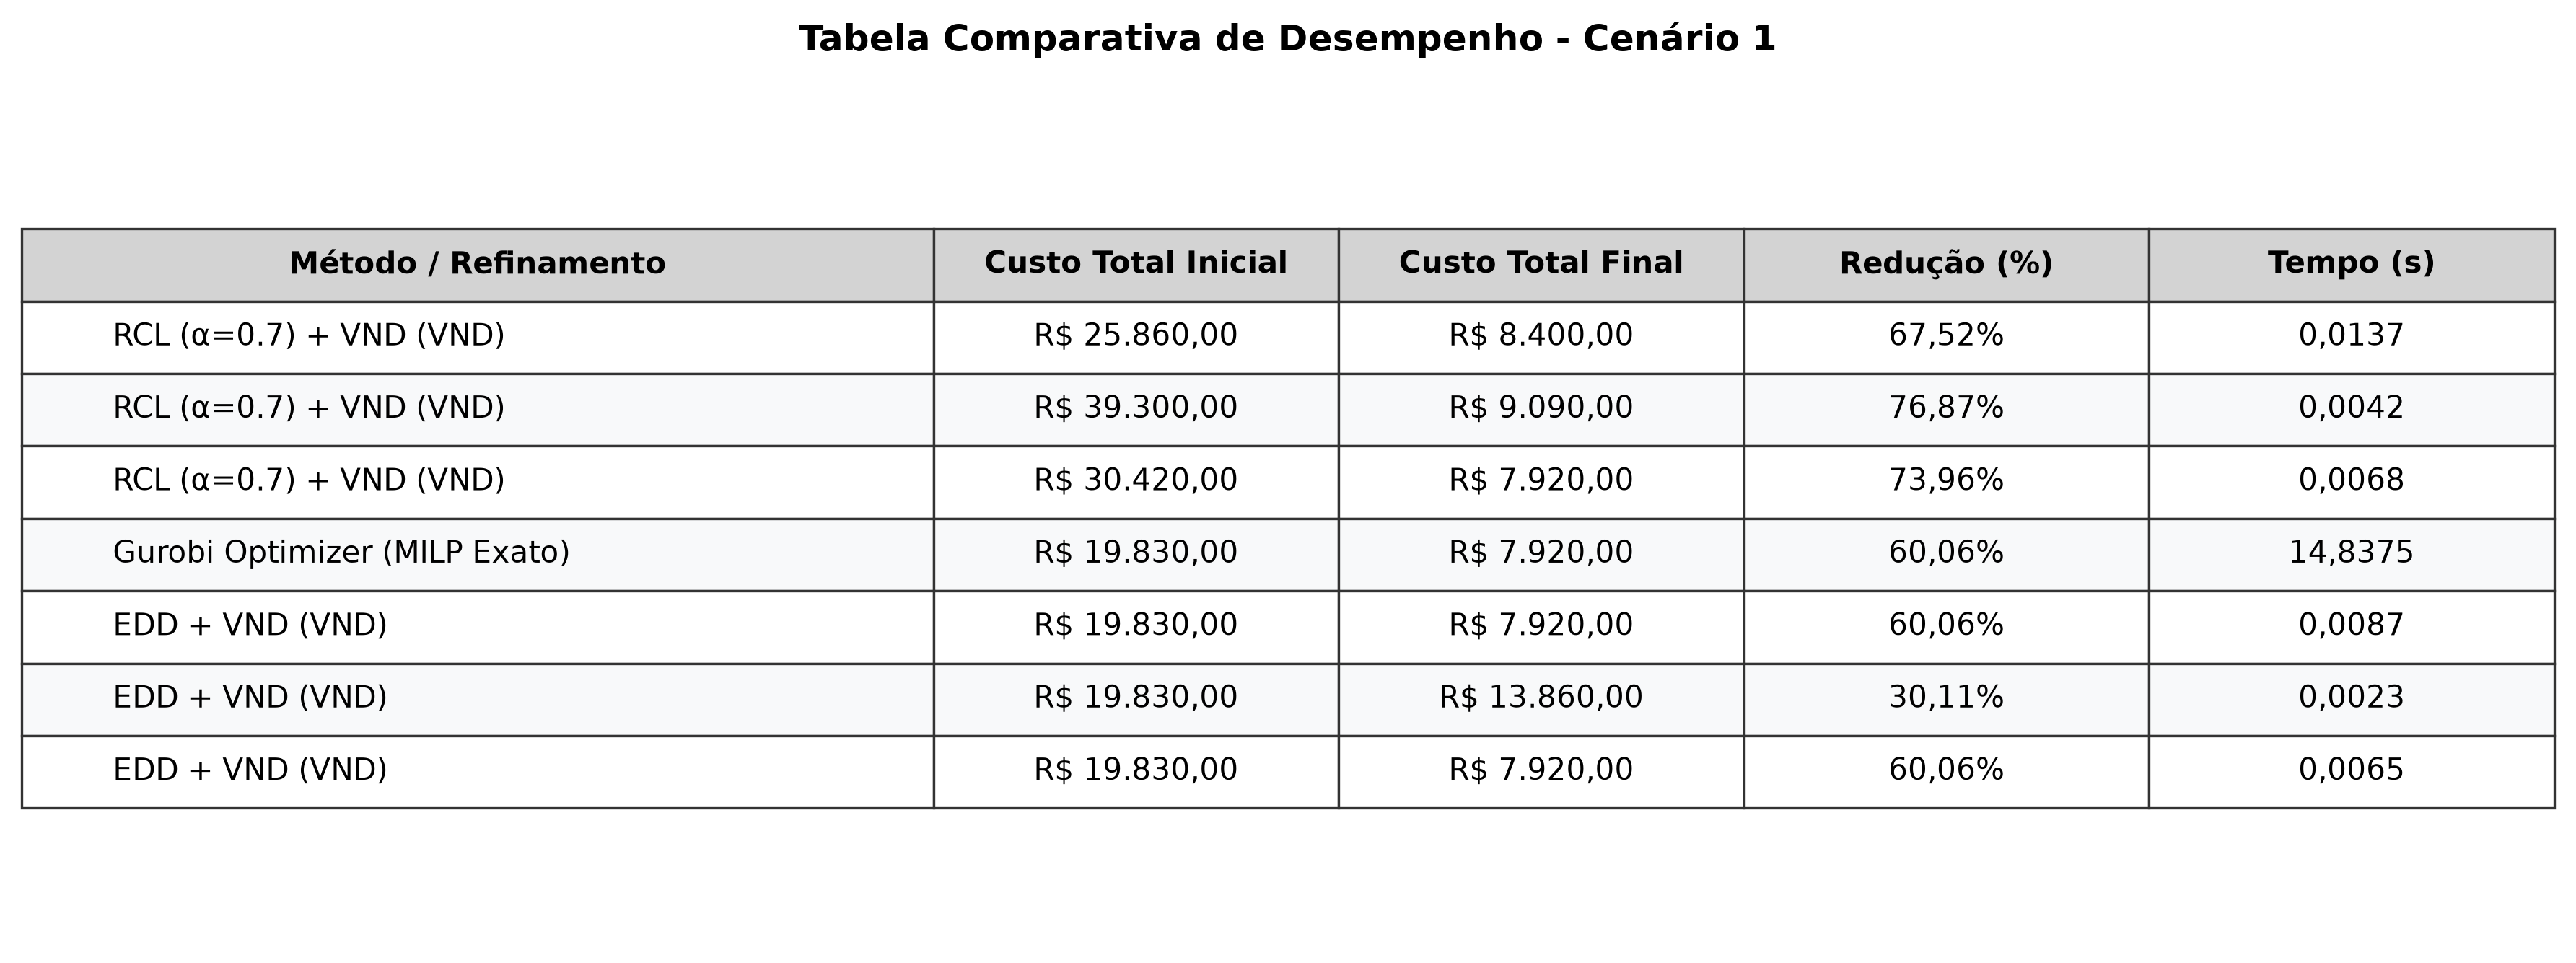 Tabela Comparativa de Desempenho - Cenário 1
Método / Refinamento Custo Total Inicial Custo Total Final Redução (%) Tempo (s)
RCL (α=0.7) + VND (VND) R$ 25.860,00 R$ 8.400,00 67,52% 0,0137
RCL (α=0.7) + VND (VND) R$ 39.300,00 R$ 9.090,00 76,87% 0,0042
RCL (α=0.7) + VND (VND) R$ 30.420,00 R$ 7.920,00 73,96% 0,0068
Gurobi Optimizer (MILP Exato) R$ 19.830,00 R$ 7.920,00 60,06% 14,8375
EDD + VND (VND) R$ 19.830,00 R$ 7.920,00 60,06% 0,0087
EDD + VND (VND) R$ 19.830,00 R$ 13.860,00 30,11% 0,0023
EDD + VND (VND) R$ 19.830,00 R$ 7.920,00 60,06% 0,0065